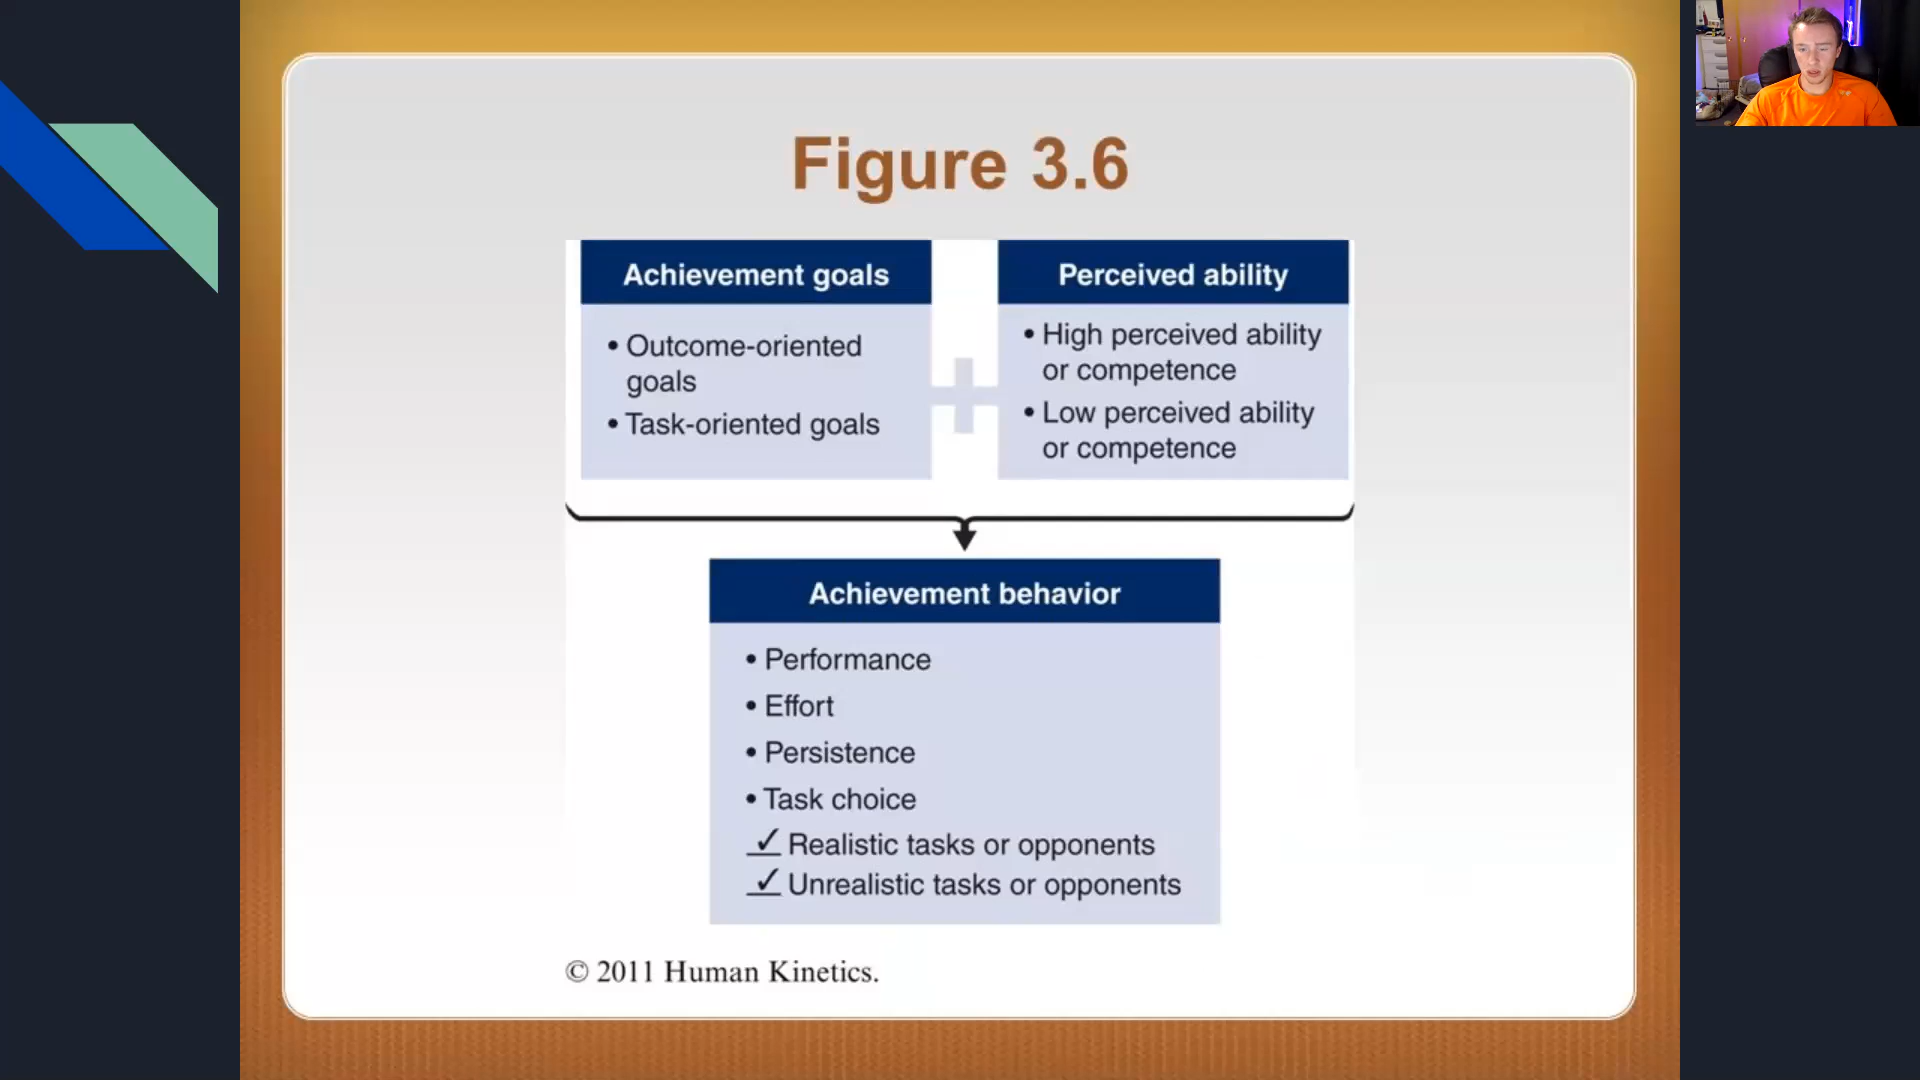 Figure 3.6
Achievement goals
• Outcome-oriented
goals
• Task-oriented goals
Perceived ability
• High perceived ability
or competence
• Low perceived ability
or competence
Achievement behavior
• Performance
• Effort
• Persistence
• Task choice
✓ Realistic tasks or opponents
✓ Unrealistic tasks or opponents
© 2011 Human Kinetics.